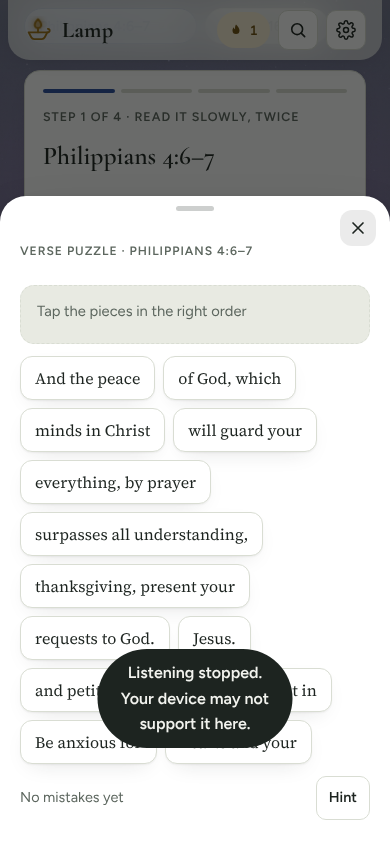 Lamp
1
STEP 1 OF 4 · READ IT SLOWLY, TWICE
Philippians 4:6–7
VERSE PUZZLE · PHILIPPIANS 4:6–7
Tap the pieces in the right order
And the peace
of God, which
minds in Christ
will guard your
everything, by prayer
surpasses all understanding,
thanksgiving, present your
requests to God.
Jesus.
and
t in
Be anxious
your
Listening stopped.
Your device may not
support it here.
No mistakes yet
Hint